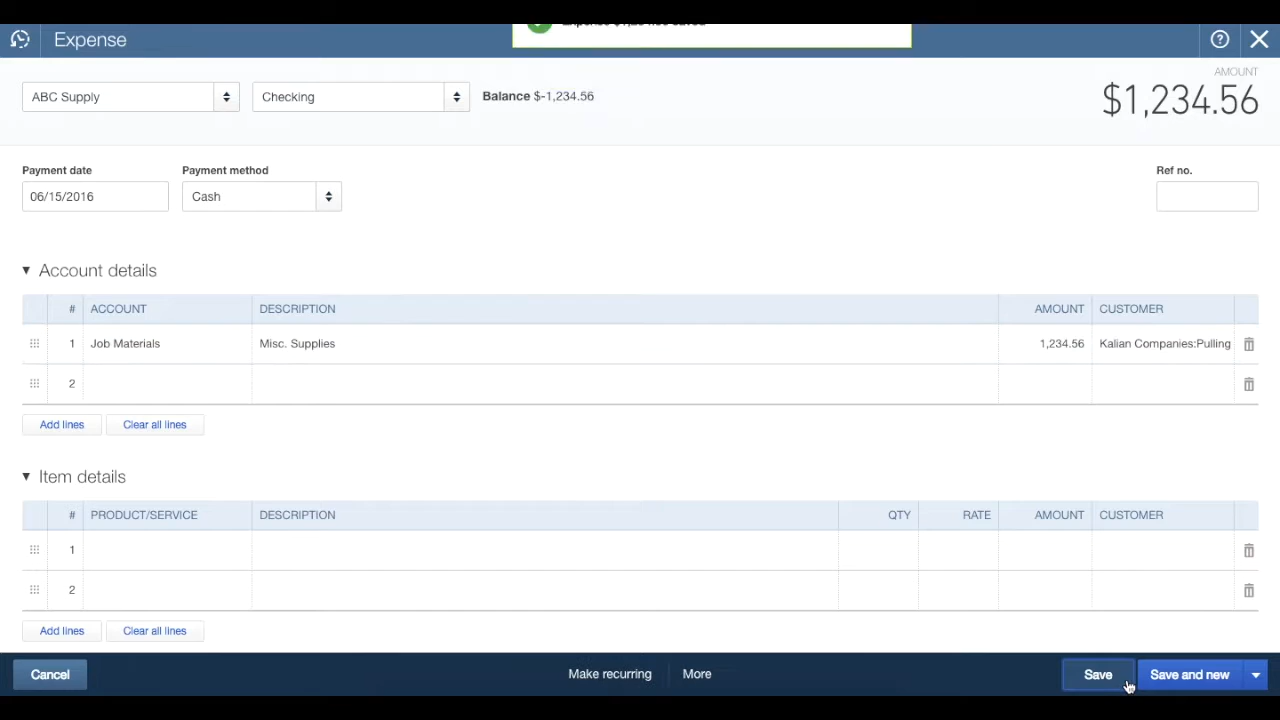 Expense
ABC Supply
Checking
Balance $-1,234.56
AMOUNT
$1,234.56
Payment date
Payment method
Ref no.
06/15/2016
Cash
Account details
# ACCOUNT DESCRIPTION AMOUNT CUSTOMER
1 Job Materials Misc. Supplies 1,234.56 Kalian Companies:Pulling
2
Add lines Clear all lines
Item details
# PRODUCT/SERVICE DESCRIPTION QTY RATE AMOUNT CUSTOMER
1
2
Add lines Clear all lines
Cancel Make recurring More Save Save and new